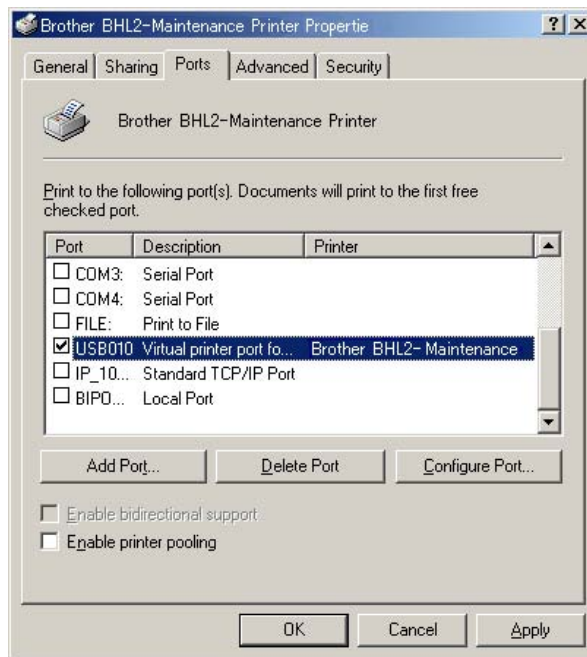 Brother BHL2-Maintenance Printer Propertie
General Sharing Ports Advanced Security
Brother BHL2-Maintenance Printer
Print to the following port(s). Documents will print to the first free
checked port.
Port Description Printer
COM3: Serial Port
COM4: Serial Port
FILE: Print to File
USB010 Virtual printer port fo... Brother BHL2- Maintenance
IP_10... Standard TCP/IP Port
BIPO... Local Port
Add Port... Delete Port Configure Port...
Enable bidirectional support
Enable printer pooling
OK Cancel Apply